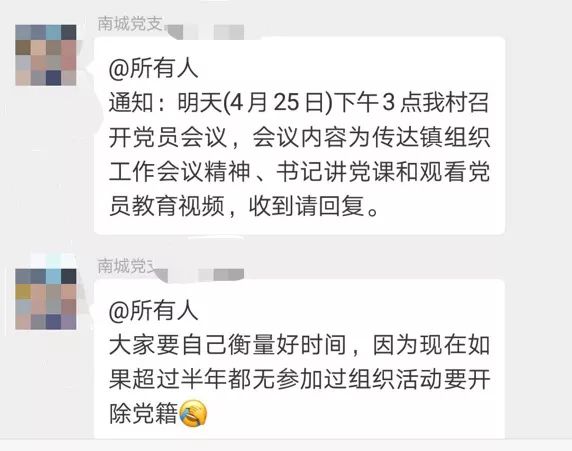 南城党支
@所有人
通知：明天(4月25日)下午3点我村召
开党员会议，会议内容为传达镇组织
工作会议精神、书记讲党课和观看党
员教育视频，收到请回复。
南城党
@所有人
大家要自己衡量好时间，因为现在如
果超过半年都无参加过组织活动要开
除党籍🤣